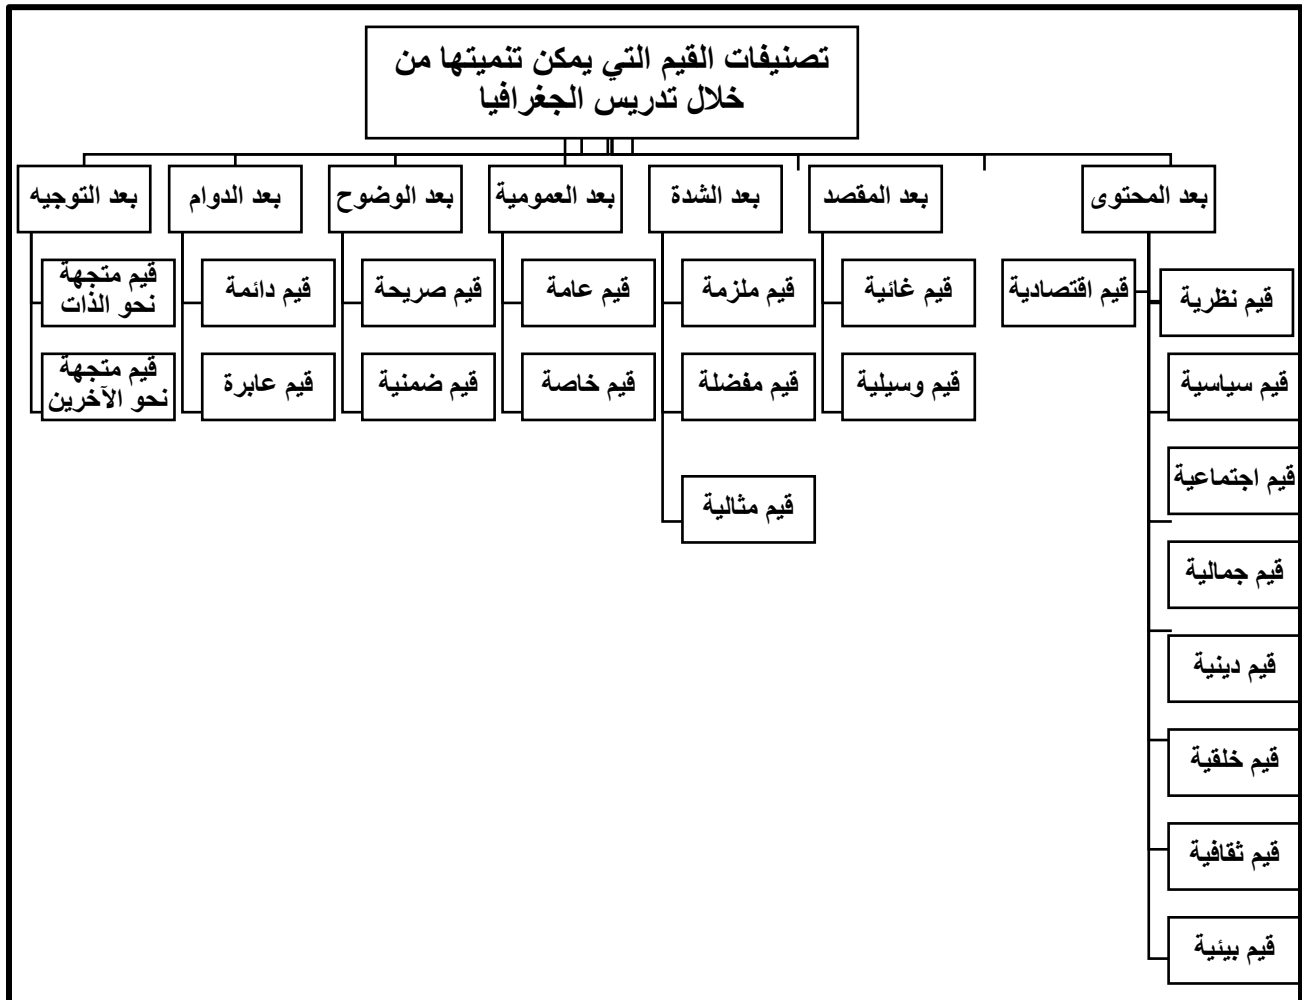 تصنيفات القيم التي يمكن تنميتها من
خلال تدريس الجغرافيا
بعد المحتوى
بعد المقصد
بعد الشدة
بعد العمومية
بعد الوضوح
بعد الدوام
بعد التوجيه
قيم نظرية
قيم اقتصادية
قيم سياسية
قيم اجتماعية
قيم جمالية
قيم دينية
قيم خلقية
قيم ثقافية
قيم بيئية
قيم غائية
قيم وسيلية
قيم ملزمة
قيم مفضلة
قيم مثالية
قيم عامة
قيم خاصة
قيم صريحة
قيم ضمنية
قيم دائمة
قيم عابرة
قيم متجهة
نحو الذات
قيم متجهة
نحو الآخرين